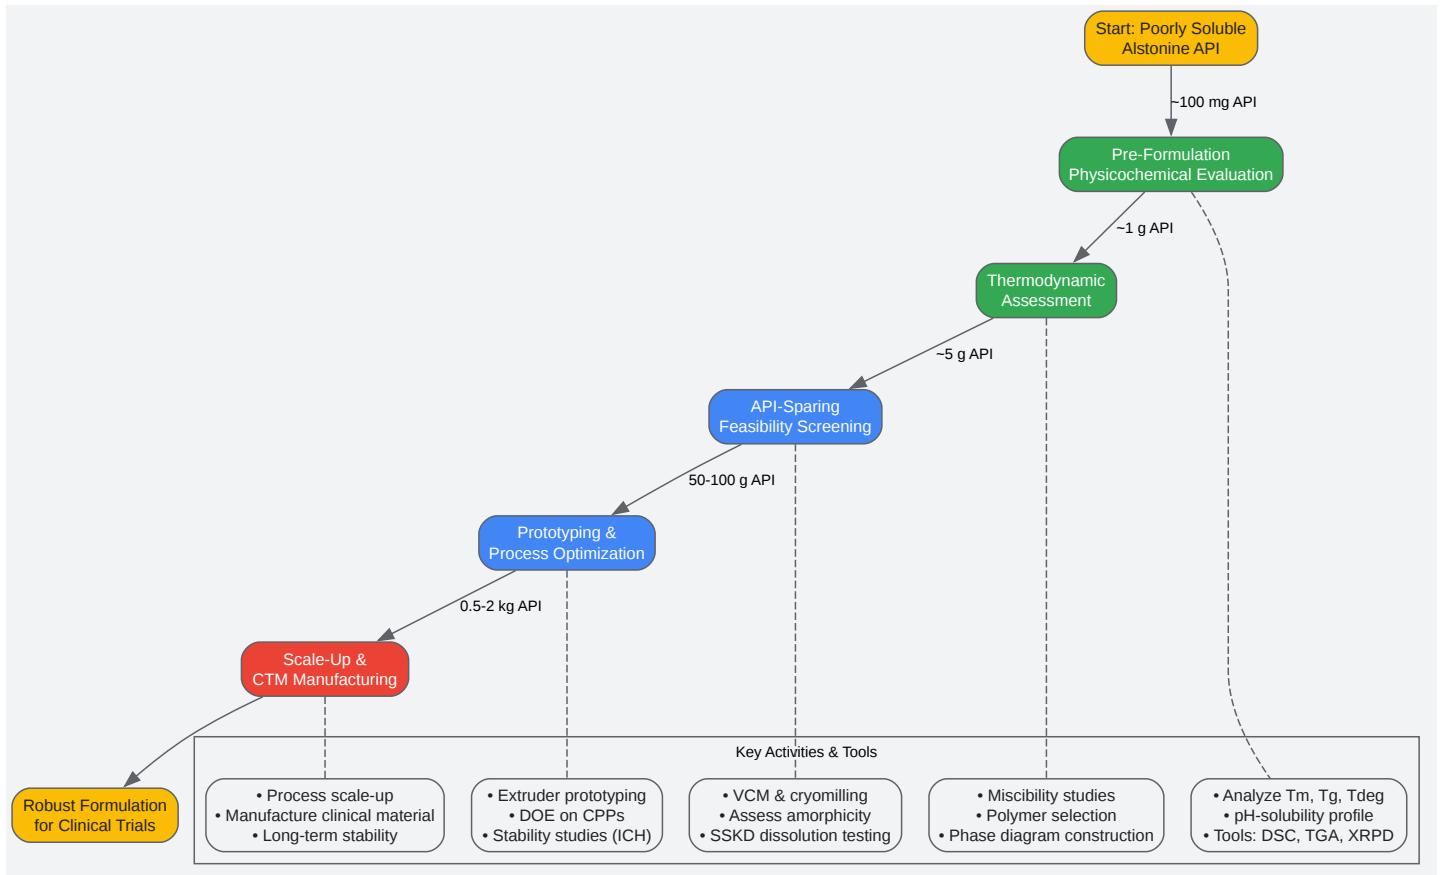 Start: Poorly Soluble
Alstonine API
~100 mg API
Pre-Formulation
Physicochemical Evaluation
~1 g API
Thermodynamic
Assessment
~5 g API
API-Sparing
Feasibility Screening
50-100 g API
Prototyping &
Process Optimization
0.5-2 kg API
Scale-Up &
CTM Manufacturing
Robust Formulation
for Clinical Trials
Key Activities & Tools
• Process scale-up
• Manufacture clinical material
• Long-term stability
• Extruder prototyping
• DOE on CPPs
• Stability studies (ICH)
• VCM & cryomilling
• Assess amorphicity
• SSKD dissolution testing
• Miscibility studies
• Polymer selection
• Phase diagram construction
• Analyze Tm, Tg, Tdeg
• pH-solubility profile
• Tools: DSC, TGA, XRPD